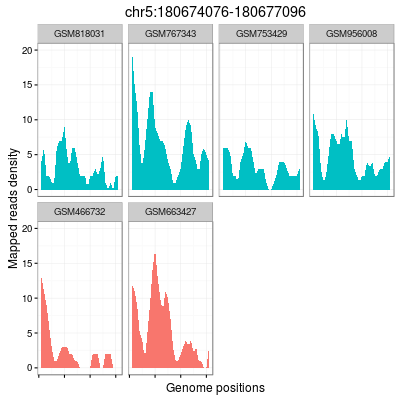 chr5:180674076-180677096
GSM818031 GSM767343 GSM753429 GSM956008
20
15
10
5
0
Mapped reads density
GSM466732 GSM663427
20
15
10
5
0
Genome positions